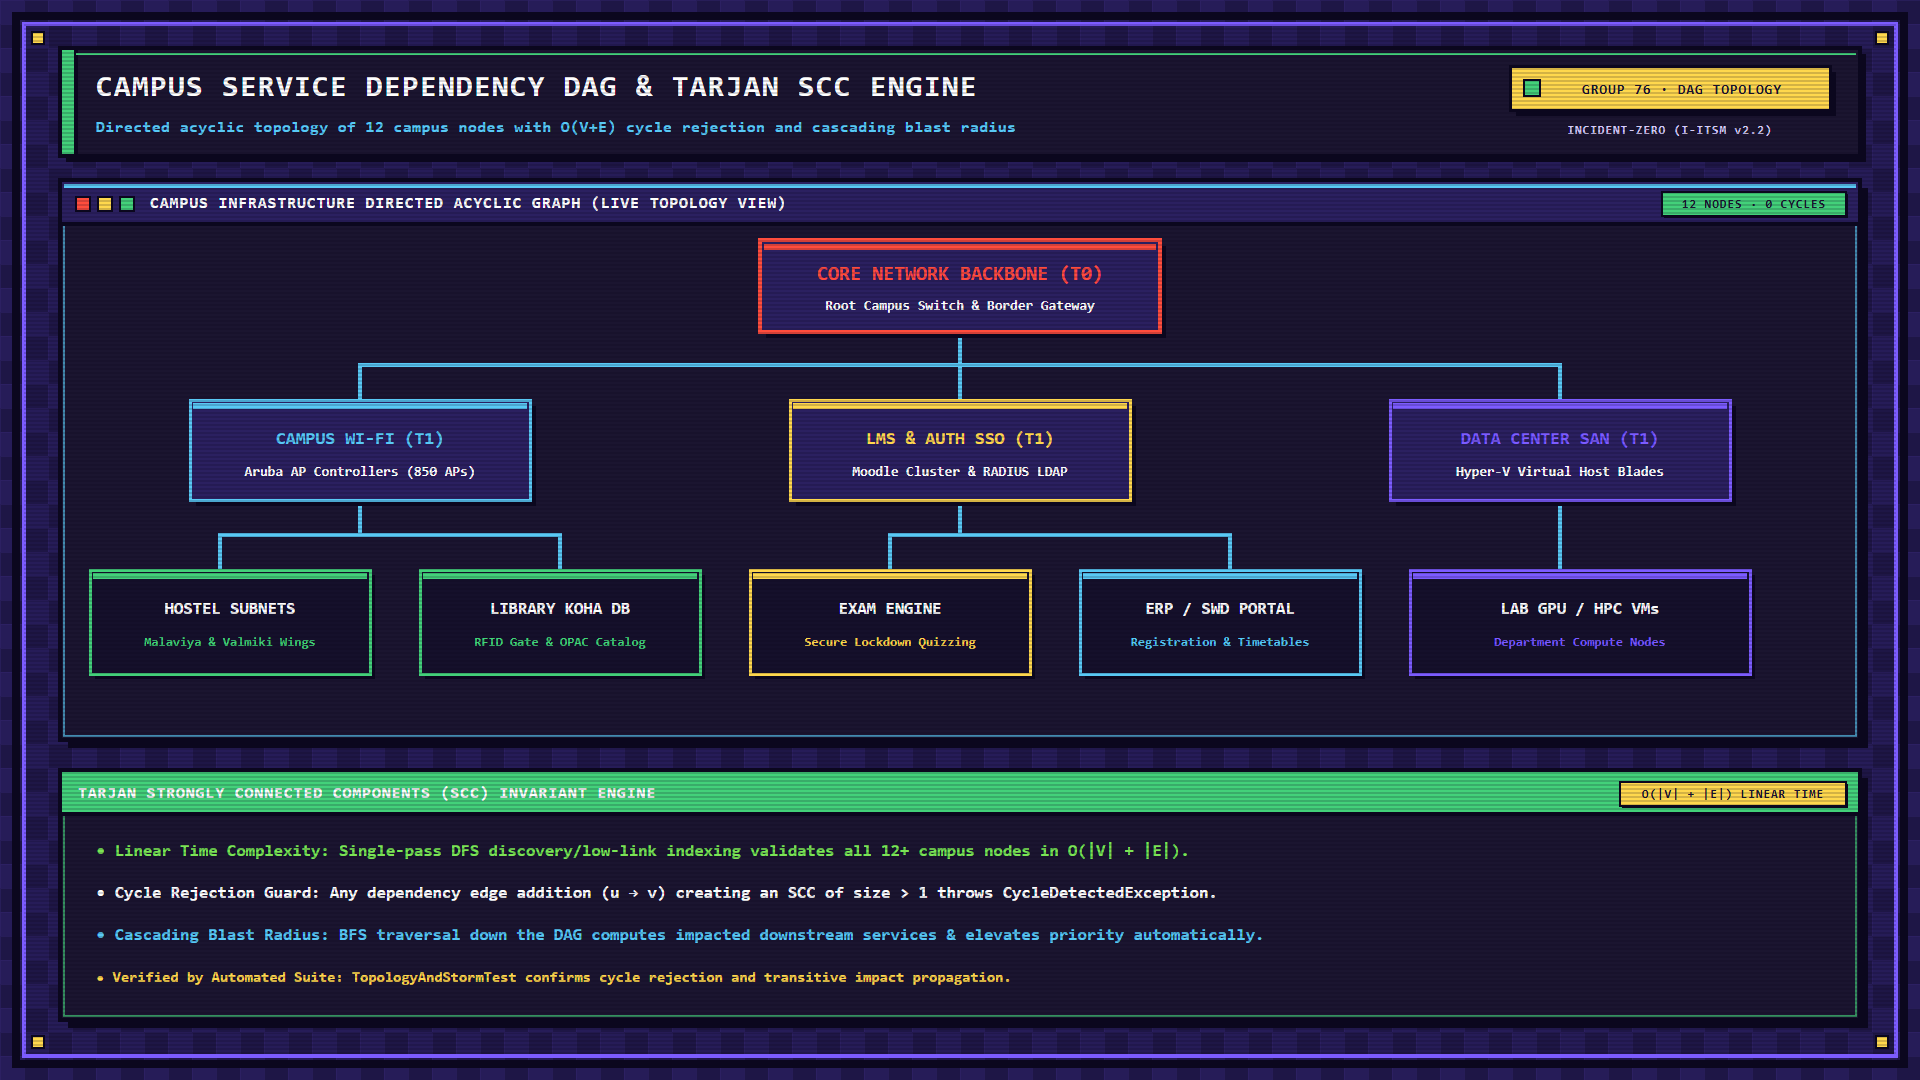 CAMPUS SERVICE DEPENDENCY DAG & TARJAN SCC ENGINE
Directed acyclic topology of 12 campus nodes with O(V+E) cycle rejection and cascading blast radius
GROUP 76 · DAG TOPOLOGY
INCIDENT-ZERO (I-ITSM v2.2)
CAMPUS INFRASTRUCTURE DIRECTED ACYCLIC GRAPH (LIVE TOPOLOGY VIEW)
12 NODES · 0 CYCLES
CORE NETWORK BACKBONE (T0)
Root Campus Switch & Border Gateway
CAMPUS WI-FI (T1)
Aruba AP Controllers (850 APs)
LMS & AUTH SSO (T1)
Moodle Cluster & RADIUS LDAP
DATA CENTER SAN (T1)
Hyper-V Virtual Host Blades
HOSTEL SUBNETS
Malaviya & Valmiki Wings
LIBRARY KOHA DB
RFID Gate & OPAC Catalog
EXAM ENGINE
Secure Lockdown Quizzing
ERP / SWD PORTAL
Registration & Timetables
LAB GPU / HPC VMs
Department Compute Nodes
TARJAN STRONGLY CONNECTED COMPONENTS (SCC) INVARIANT ENGINE
O(|V| + |E|) LINEAR TIME
• Linear Time Complexity: Single-pass DFS discovery/low-link indexing validates all 12+ campus nodes in O(|V| + |E|).
• Cycle Rejection Guard: Any dependency edge addition (u → v) creating an SCC of size > 1 throws CycleDetectedException.
• Cascading Blast Radius: BFS traversal down the DAG computes impacted downstream services & elevates priority automatically.
• Verified by Automated Suite: TopologyAndStormTest confirms cycle rejection and transitive impact propagation.